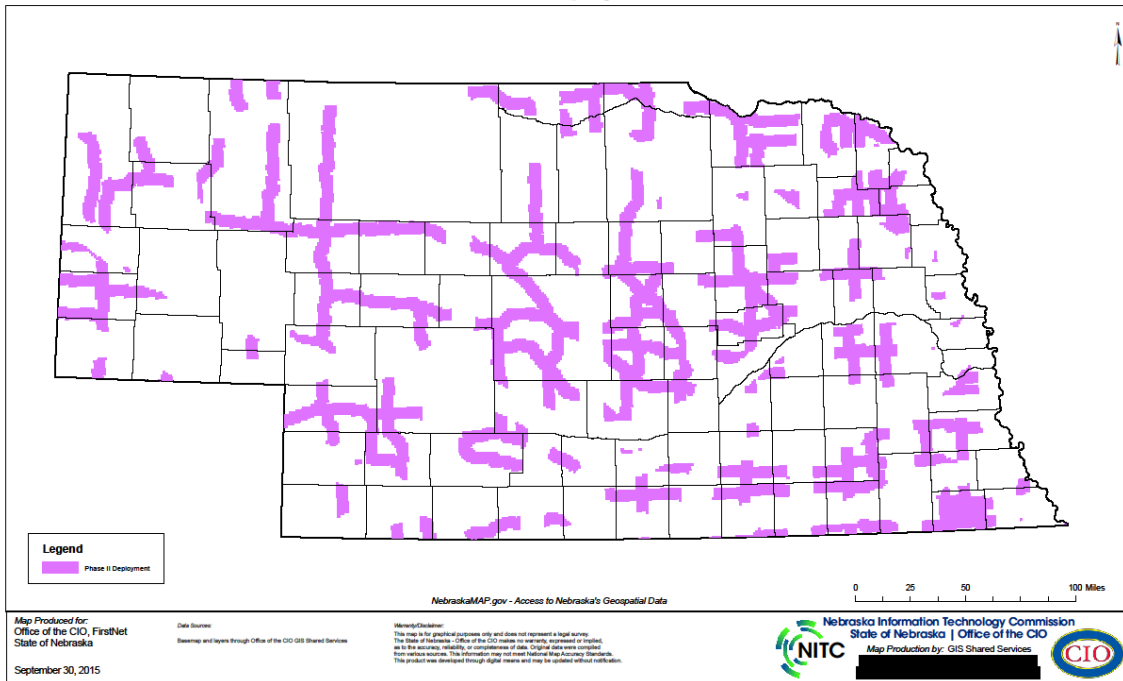 N
Legend
Phase II Deployment
0 25 50 100 Miles
NebraskaMAP.gov - Access to Nebraska's Geospatial Data
Map Produced for:
Office of the CIO, FirstNet
State of Nebraska
September 30, 2015
Data Sources:
Basemap and layers through Office of the CIO GIS Shared Services
Warranty/Disclaimer:
This map is for graphical purposes only and does not represent a legal survey.
The State of Nebraska - Office of the CIO makes no warranty, expressed or implied,
as to the accuracy, reliability, or completeness of data. Original data were compiled
from various sources. This information may not meet National Map Accuracy Standards.
This product was developed through digital means and may be updated without notification.
NITC
Nebraska Information Technology Commission
State of Nebraska | Office of the CIO
Map Production by: GIS Shared Services
CIO